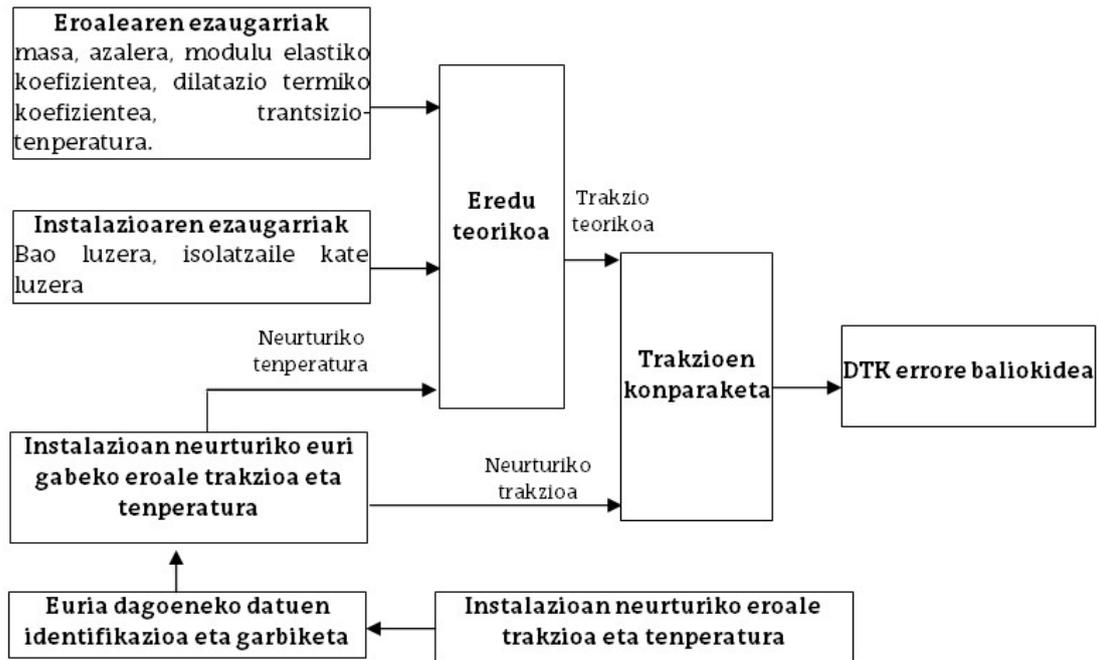 Eroalearen ezaugarriak
masa, azalera, modulu elastiko
koefizientea, dilatazio termiko
koefizientea, trantsizio-
tenperatura.
Instalazioaren ezaugarriak
Bao luzera, isolatzaile kate
luzera
Eredu
teorikoa
Trakzio
teorikoa
Neurturiko
tenperatura
Trakzioen
konparaketa
DTK errore baliokidea
Instalazioan neurturiko euri
gabeko eroale trakzioa eta
tenperatura
Neurturiko
trakzioa
Euria dagoeneko datuen
identifikazioa eta garbiketa
Instalazioan neurturiko eroale
trakzioa eta tenperatura